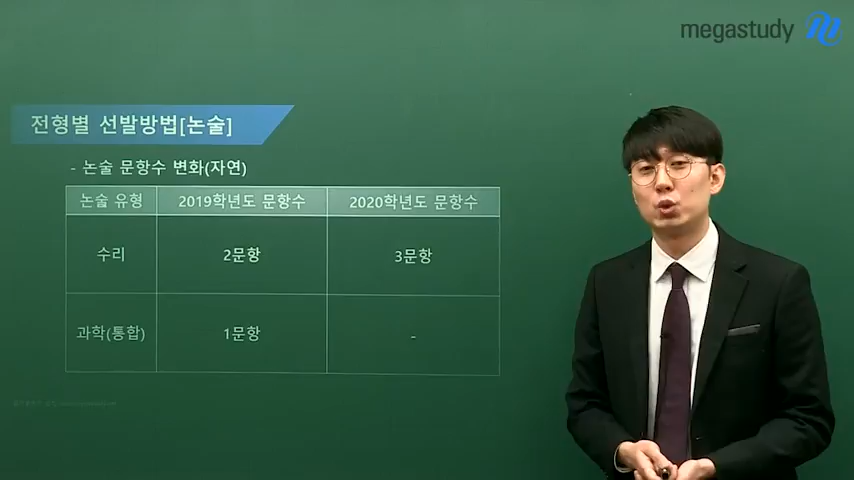 megastudy
전형별 선발방법[논술]
- 논술 문항수 변화(자연)
논술 유형 2019학년도 문항수 2020학년도 문항수
수리 2문항 3문항
과학(통합) 1문항 -